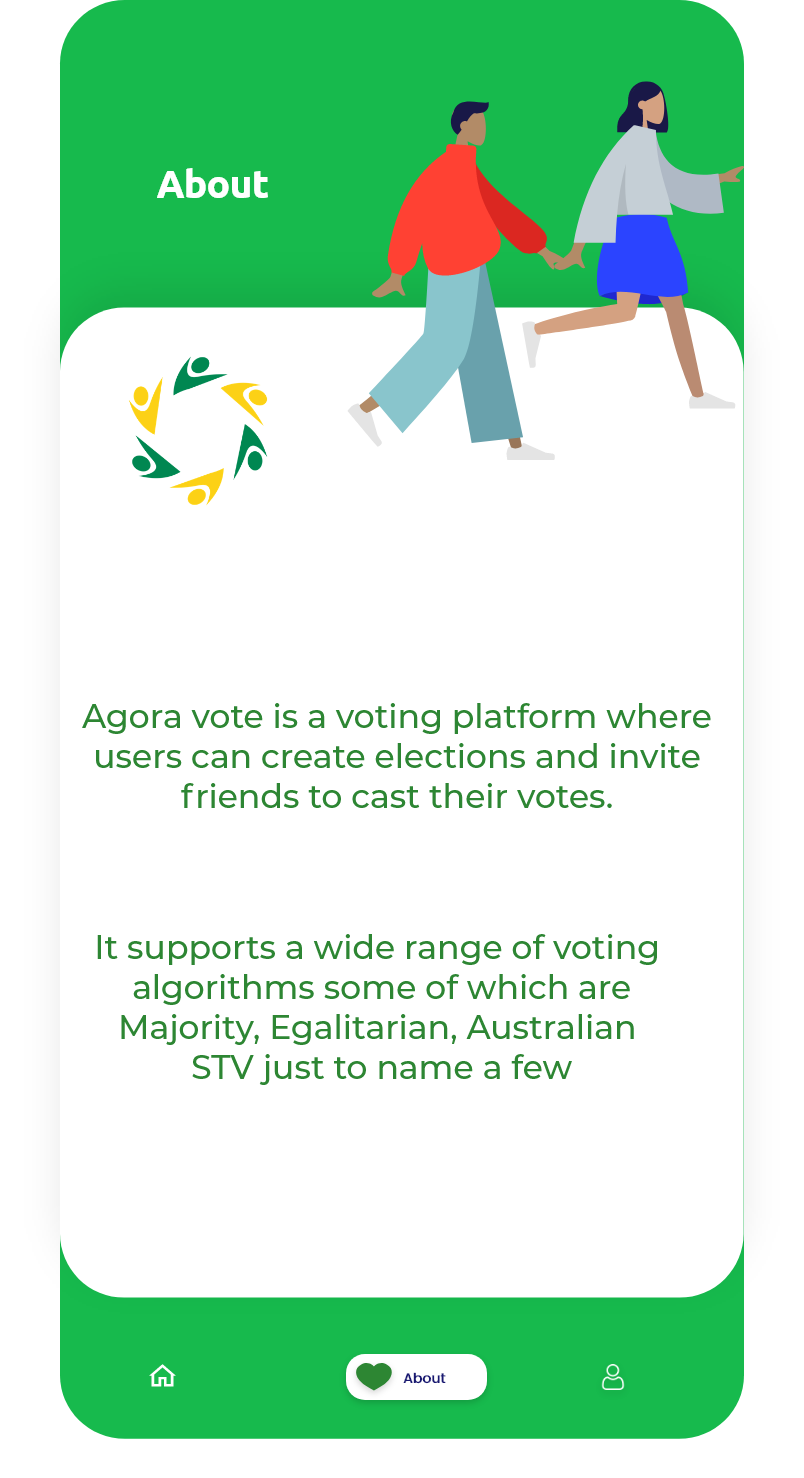 About
Agora vote is a voting platform where
users can create elections and invite
friends to cast their votes.
It supports a wide range of voting
algorithms some of which are
Majority, Egalitarian, Australian
STV just to name a few
About